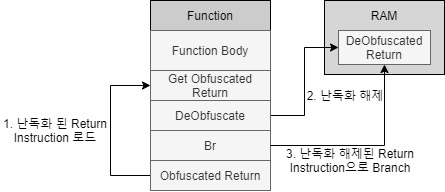 Function
Function Body
Get Obfuscated
Return
DeObfuscate
Br
Obfuscated Return
RAM
DeObfuscated
Return
1. 난독화 된 Return
Instruction 로드
2. 난독화 해제
3. 난독화 해제된 Return
Instruction으로 Branch